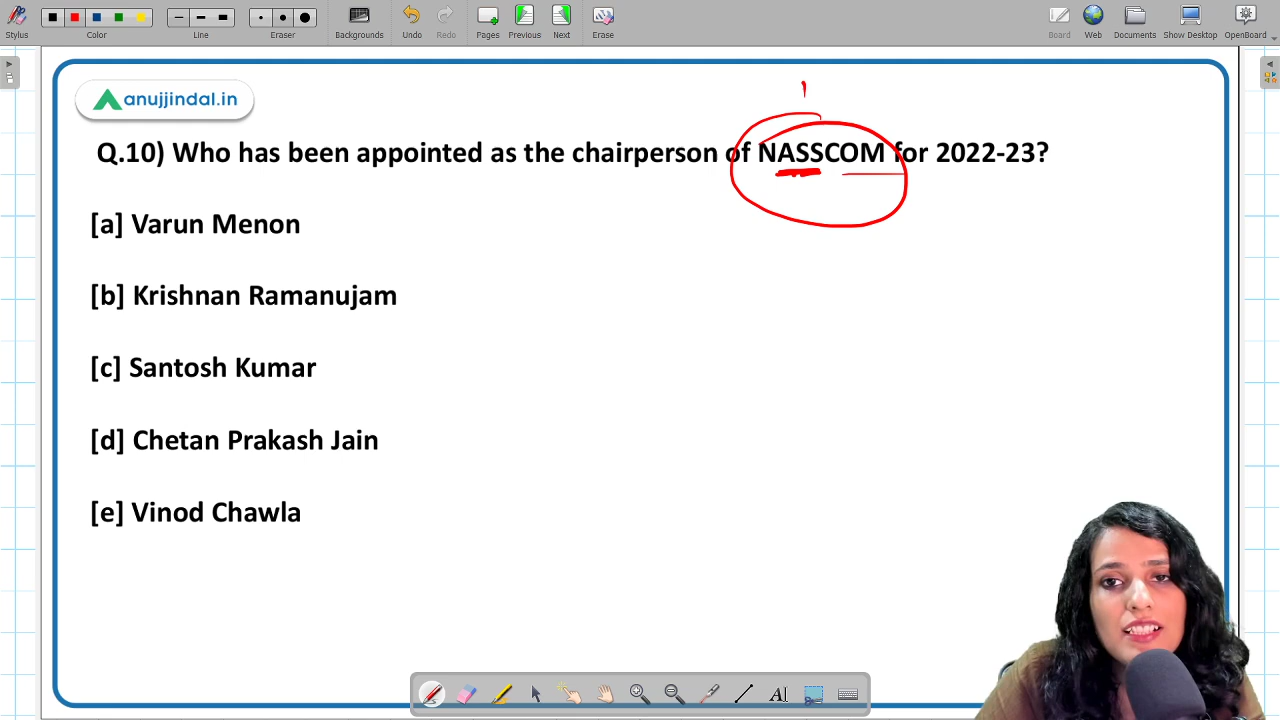 Stylus Color Line Eraser Backgrounds Undo Redo Pages Previous Next Erase Board Web Documents Show Desktop OpenBoard
anujjindal.in
Q.10) Who has been appointed as the chairperson of NASSCOM for 2022-23?
[a] Varun Menon
[b] Krishnan Ramanujam
[c] Santosh Kumar
[d] Chetan Prakash Jain
[e] Vinod Chawla